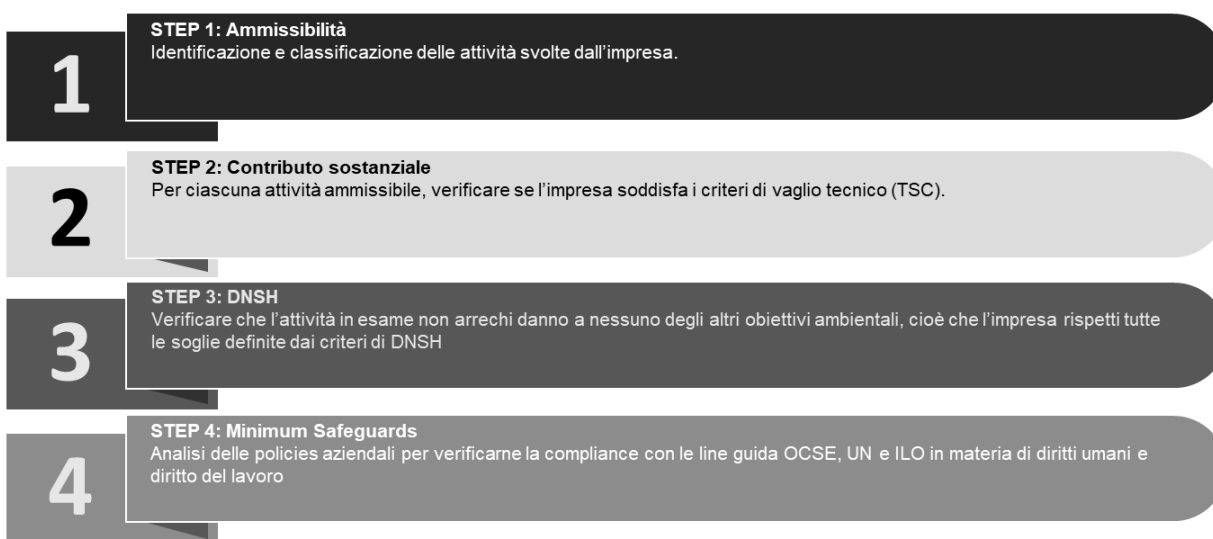 1
STEP 1: Ammissibilità
Identificazione e classificazione delle attività svolte dall'impresa.
2
STEP 2: Contributo sostanziale
Per ciascuna attività ammissibile, verificare se l'impresa soddisfa i criteri di vaglio tecnico (TSC).
3
STEP 3: DNSH
Verificare che l'attività in esame non arrechi danno a nessuno degli altri obiettivi ambientali, cioè che l'impresa rispetti tutte
le soglie definite dai criteri di DNSH
4
STEP 4: Minimum Safeguards
Analisi delle policies aziendali per verificarne la compliance con le line guida OCSE, UN e ILO in materia di diritti umani e
diritto del lavoro